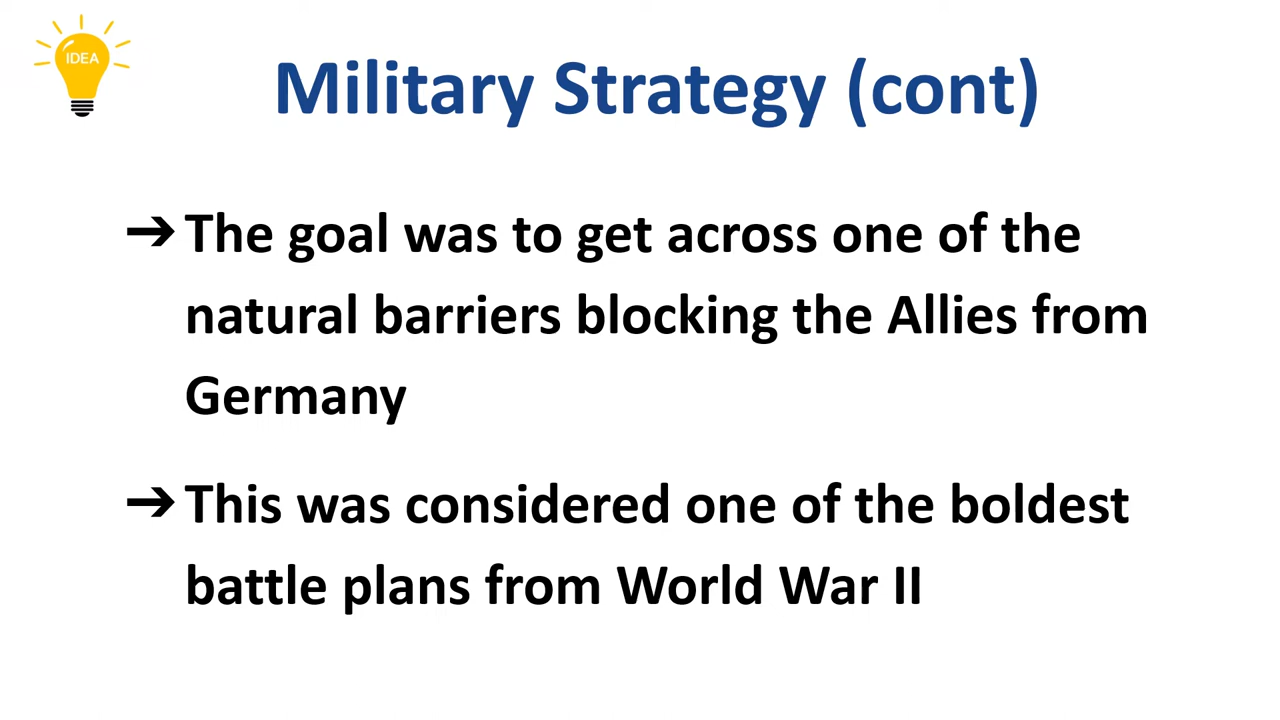 IDEA
Military Strategy (cont)
➔ The goal was to get across one of the
natural barriers blocking the Allies from
Germany
➔ This was considered one of the boldest
battle plans from World War II